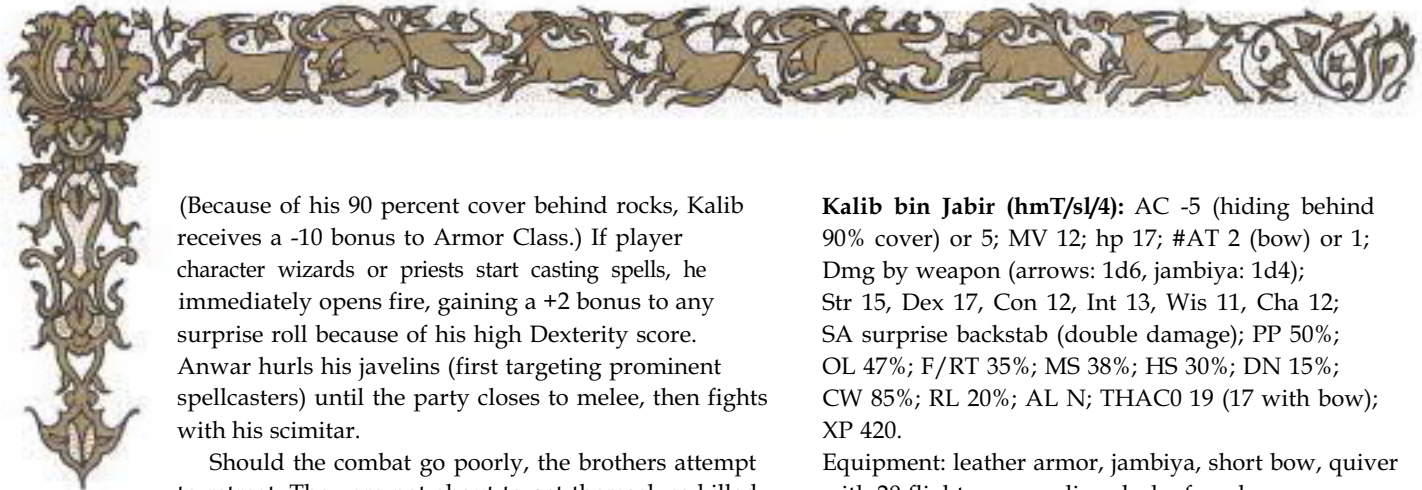 (Because of his 90 percent cover behind rocks, Kalib
receives a -10 bonus to Armor Class.) If player
character wizards or priests start casting spells, he
immediately opens fire, gaining a +2 bonus to any
surprise roll because of his high Dexterity score.
Anwar hurls his javelins (first targeting prominent
spellcasters) until the party closes to melee, then fights
with his scimitar.
Should the combat go poorly, the brothers attempt
Kalib bin Jabir (hmT/sl/4): AC -5 (hiding behind
90% cover) or 5; MV 12; hp 17; #AT 2 (bow) or 1;
Dmg by weapon (arrows: 1d6, jambiya: 1d4);
Str 15, Dex 17, Con 12, Int 13, Wis 11, Cha 12;
SA surprise backstab (double damage); PP 50%;
OL 47%; F/RT 35%; MS 38%; HS 30%; DN 15%;
CW 85%; RL 20%; AL N; THAC0 19 (17 with bow);
XP 420.
Equipment: leather armor, jambiya, short bow, quiver